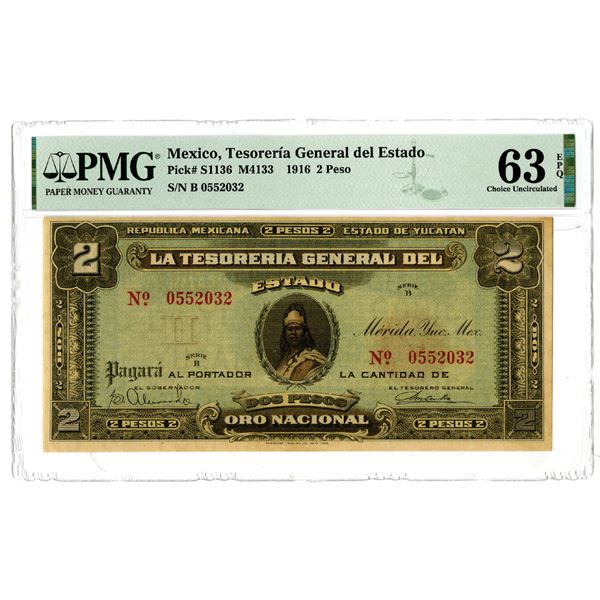 PMG
PAPER MONEY GUARANTY
Mexico, Tesorería General del Estado
Pick# S1136 M4133 1916 2 Peso
S/N B 0552032
63 EPQ
Choice Uncirculated
REPUBLICA MEXICANA 2 PESOS 2 ESTADO DE YUCATAN
2 2
LA TESORERIA GENERAL DEL
ESTADO
SERIE B
Nº 0552032
DOS DOS
Mérida, Yuc. Mex.
SERIE B
Nº 0552032
Pagará AL PORTADOR LA CANTIDAD DE
EL GOBERNADOR EL TESORERO GENERAL
DOS PESOS
ORO NACIONAL
2 2 PESOS 2 2 PESOS 2 2